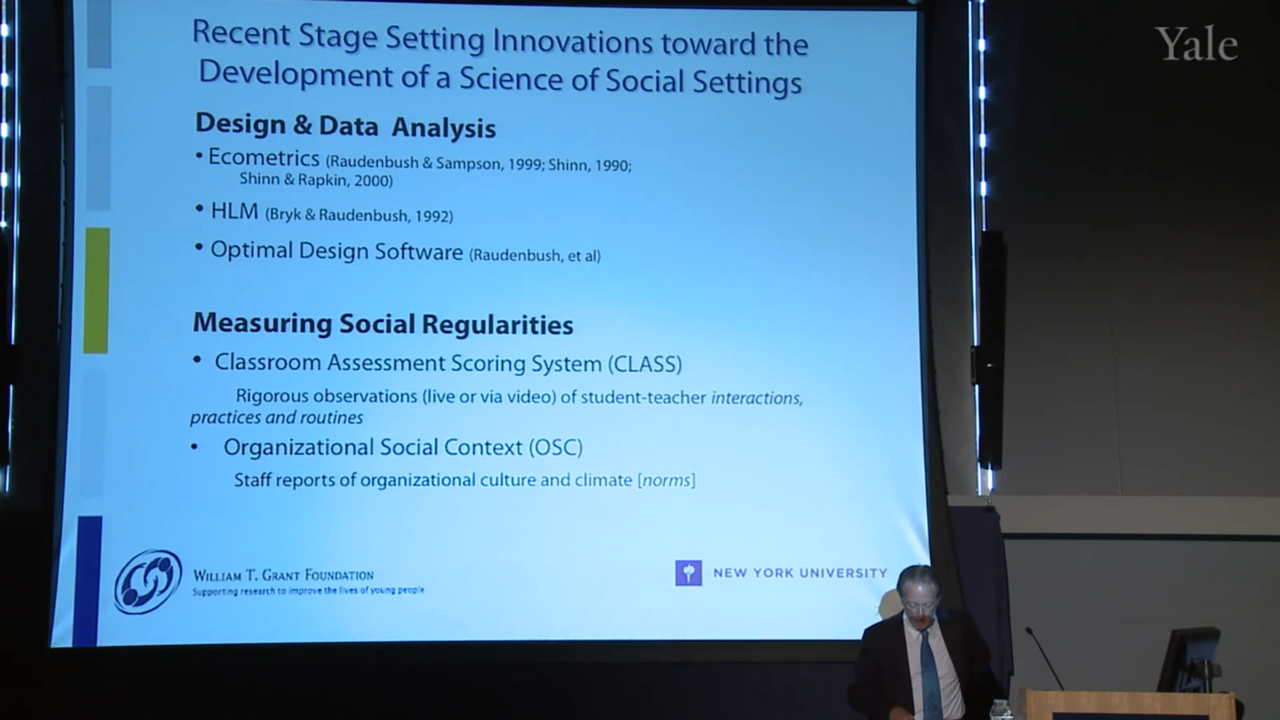 Yale
Recent Stage Setting Innovations toward the
Development of a Science of Social Settings
Design & Data Analysis
• Ecometrics (Raudenbush & Sampson, 1999; Shinn, 1990;
Shinn & Rapkin, 2000)
• HLM (Bryk & Raudenbush, 1992)
• Optimal Design Software (Raudenbush, et al)
Measuring Social Regularities
• Classroom Assessment Scoring System (CLASS)
Rigorous observations (live or via video) of student-teacher interactions,
practices and routines
• Organizational Social Context (OSC)
Staff reports of organizational culture and climate [norms]
WILLIAM T. GRANT FOUNDATION
Supporting research to improve the lives of young people
NEW YORK UNIVERSITY